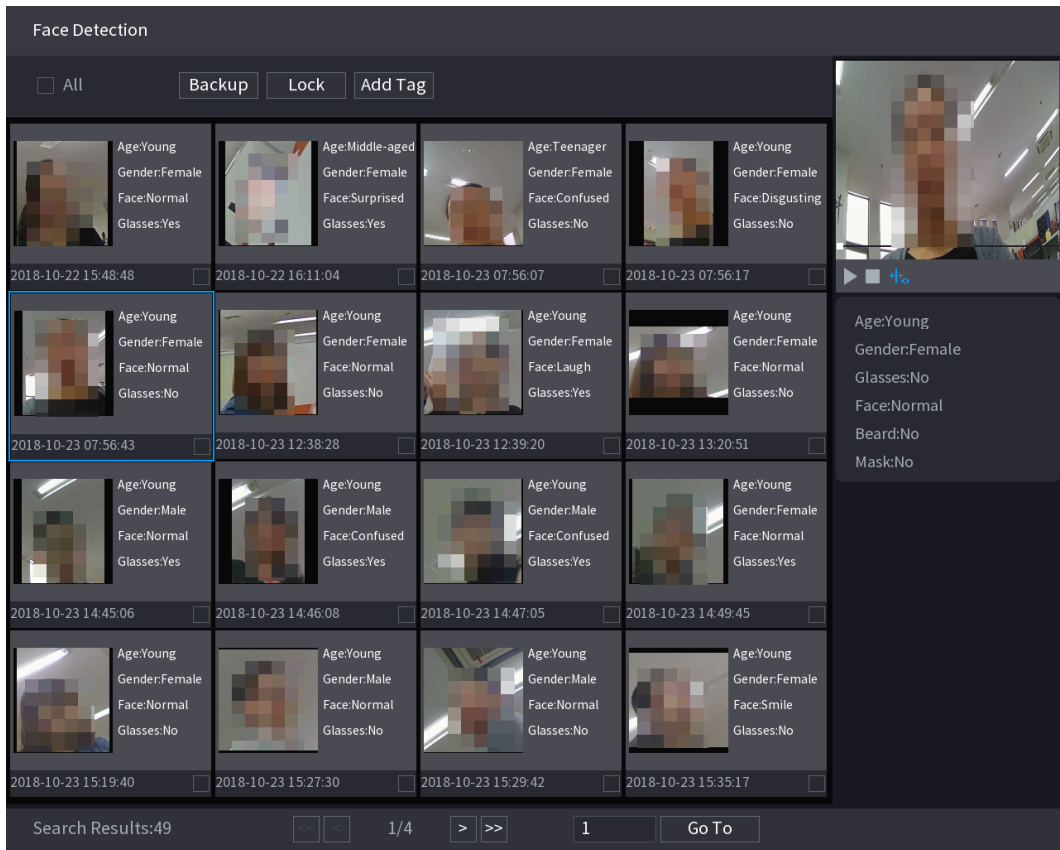 Face Detection
All
Backup
Lock
Add Tag
Age:Young
Gender:Female
Face:Normal
Glasses:Yes
2018-10-22 15:48:48
Age:Middle-aged
Gender:Female
Face:Surprised
Glasses:Yes
2018-10-22 16:11:04
Age:Teenager
Gender:Female
Face:Confused
Glasses:No
2018-10-23 07:56:07
Age:Young
Gender:Female
Face:Disgusting
Glasses:No
2018-10-23 07:56:17
Age:Young
Gender:Female
Face:Normal
Glasses:No
2018-10-23 07:56:43
Age:Young
Gender:Female
Face:Normal
Glasses:No
2018-10-23 12:38:28
Age:Young
Gender:Female
Face:Laugh
Glasses:Yes
2018-10-23 12:39:20
Age:Young
Gender:Female
Face:Normal
Glasses:No
2018-10-23 13:20:51
Age:Young
Gender:Male
Face:Normal
Glasses:Yes
2018-10-23 14:45:06
Age:Young
Gender:Male
Face:Confused
Glasses:Yes
2018-10-23 14:46:08
Age:Young
Gender:Male
Face:Confused
Glasses:Yes
2018-10-23 14:47:05
Age:Young
Gender:Female
Face:Normal
Glasses:Yes
2018-10-23 14:49:45
Age:Young
Gender:Female
Face:Normal
Glasses:No
2018-10-23 15:19:40
Age:Young
Gender:Male
Face:Normal
Glasses:No
2018-10-23 15:27:30
Age:Young
Gender:Male
Face:Normal
Glasses:No
2018-10-23 15:29:42
Age:Young
Gender:Female
Face:Smile
Glasses:No
2018-10-23 15:35:17
Age:Young
Gender:Female
Glasses:No
Face:Normal
Beard:No
Mask:No
Search Results:49
<< < 1/4 > >> 1 Go To